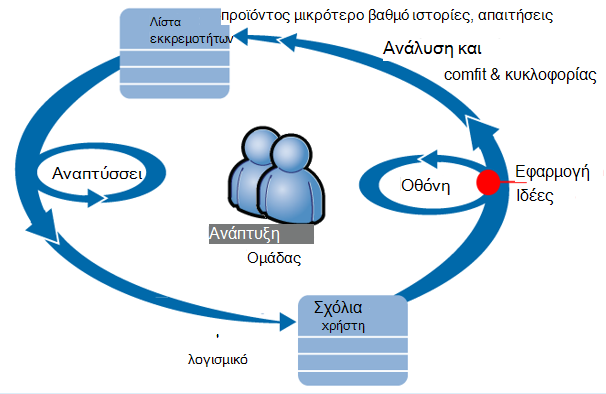 Λίστα
εκκρεμοτήτων
προϊόντος μικρότερο βαθμό ιστορίες, απαιτήσεις
Ανάλυση και
comfit & κυκλοφορίας
Αναπτύσσει
Οθόνη
Εφαρμογή
Ιδέες
Ανάπτυξη
Ομάδας
Σχόλια
χρήστη
λογισμικό